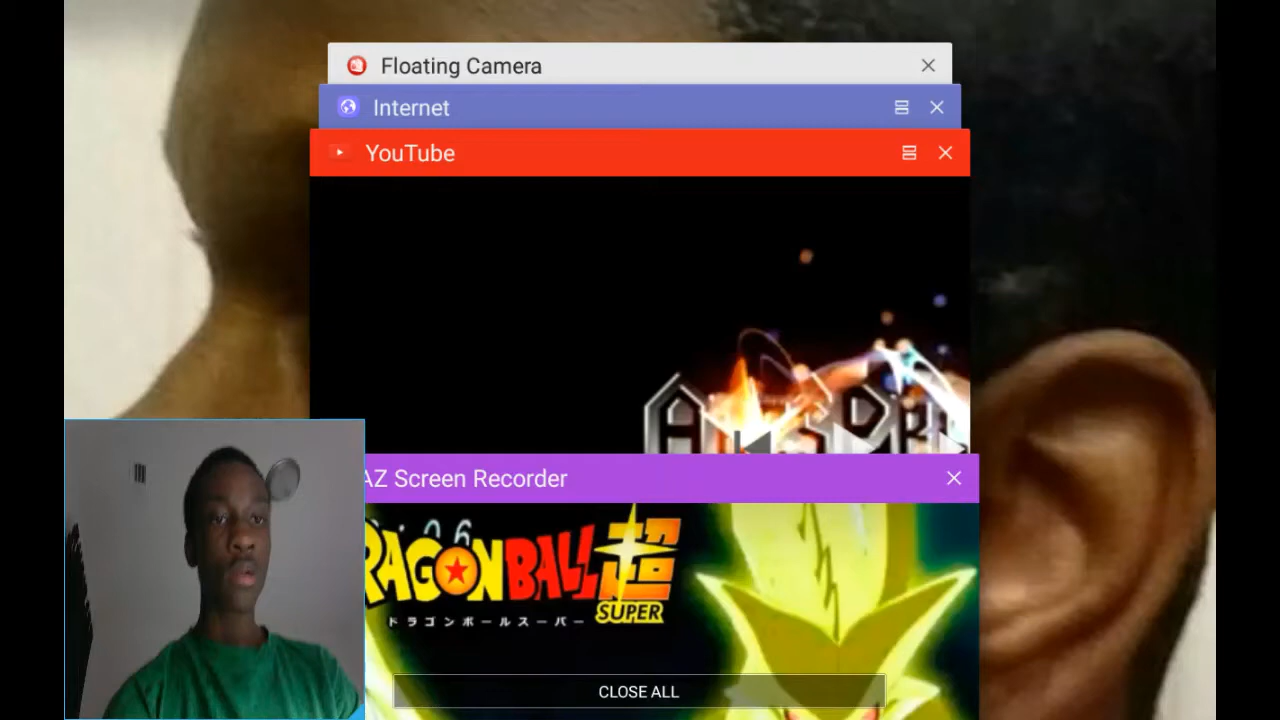 Floating Camera
Internet
YouTube
AZ Screen Recorder
DRAGONBALL超
SUPER
ドラゴンボールスーパー
CLOSE ALL